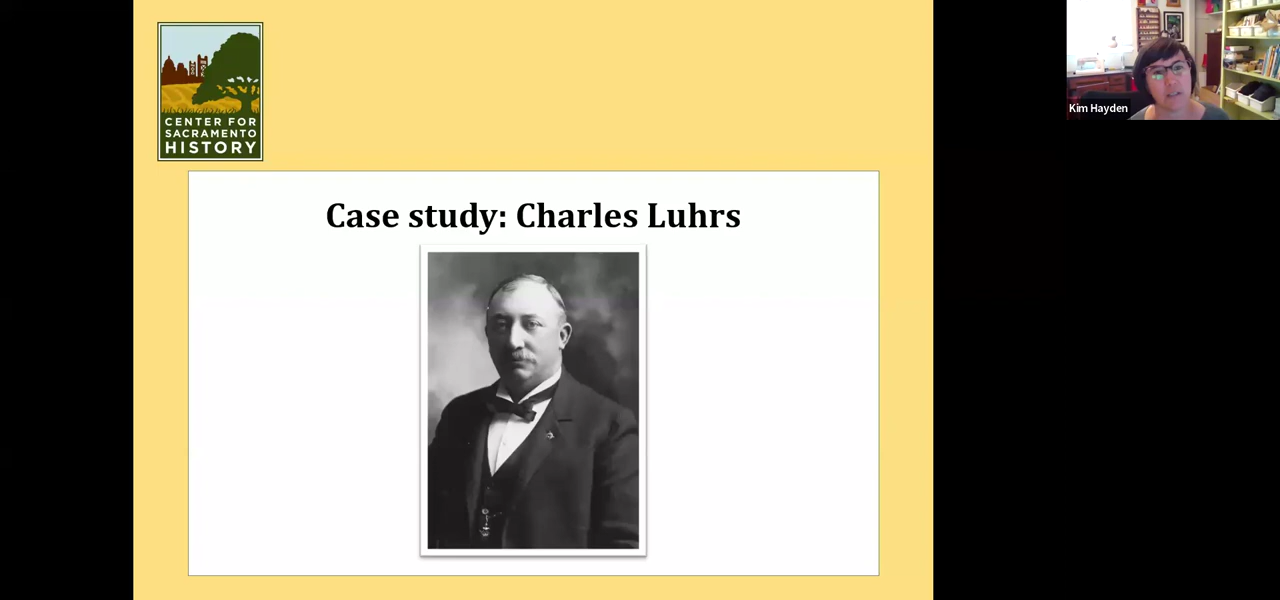 CENTER FOR
SACRAMENTO
HISTORY
Case study: Charles Luhrs
Kim Hayden